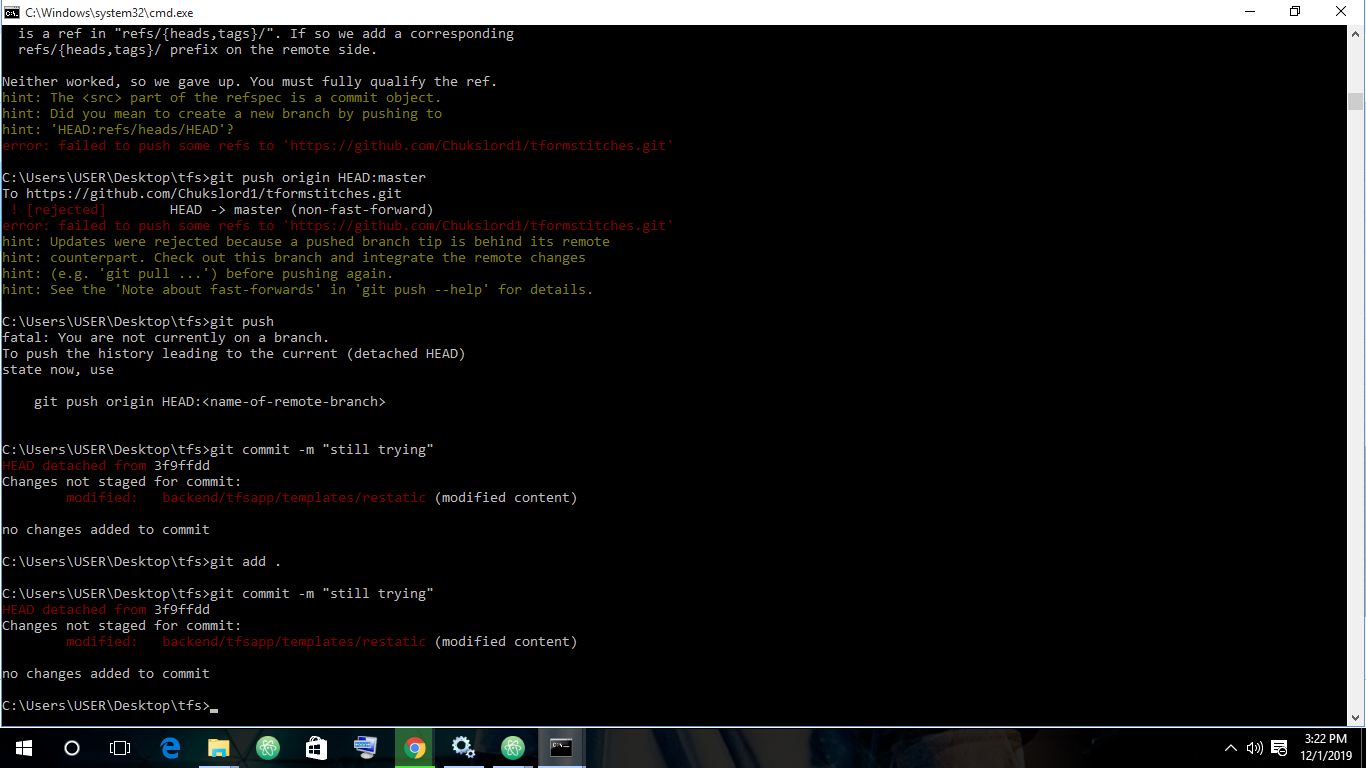 C:\Windows\system32\cmd.exe
is a ref in "refs/{heads,tags}/". If so we add a corresponding
refs/{heads,tags}/ prefix on the remote side.
Neither worked, so we gave up. You must fully qualify the ref.
hint: The <src> part of the refspec is a commit object.
hint: Did you mean to create a new branch by pushing to
hint: 'HEAD:refs/heads/HEAD'?
error: failed to push some refs to 'https://github.com/Chukslord1/tformstitches.git'
C:\Users\USER\Desktop\tfs>git push origin HEAD:master
To https://github.com/Chukslord1/tformstitches.git
! [rejected]        HEAD -> master (non-fast-forward)
error: failed to push some refs to 'https://github.com/Chukslord1/tformstitches.git'
hint: Updates were rejected because a pushed branch tip is behind its remote
hint: counterpart. Check out this branch and integrate the remote changes
hint: (e.g. 'git pull ...') before pushing again.
hint: See the 'Note about fast-forwards' in 'git push --help' for details.
C:\Users\USER\Desktop\tfs>git push
fatal: You are not currently on a branch.
To push the history leading to the current (detached HEAD)
state now, use
git push origin HEAD:<name-of-remote-branch>
C:\Users\USER\Desktop\tfs>git commit -m "still trying"
HEAD detached from 3f9ffdd
Changes not staged for commit:
modified:   backend/tfsapp/templates/restatic (modified content)
no changes added to commit
C:\Users\USER\Desktop\tfs>git add .
C:\Users\USER\Desktop\tfs>git commit -m "still trying"
HEAD detached from 3f9ffdd
Changes not staged for commit:
modified:   backend/tfsapp/templates/restatic (modified content)
no changes added to commit
C:\Users\USER\Desktop\tfs>
3:22 PM
12/1/2019